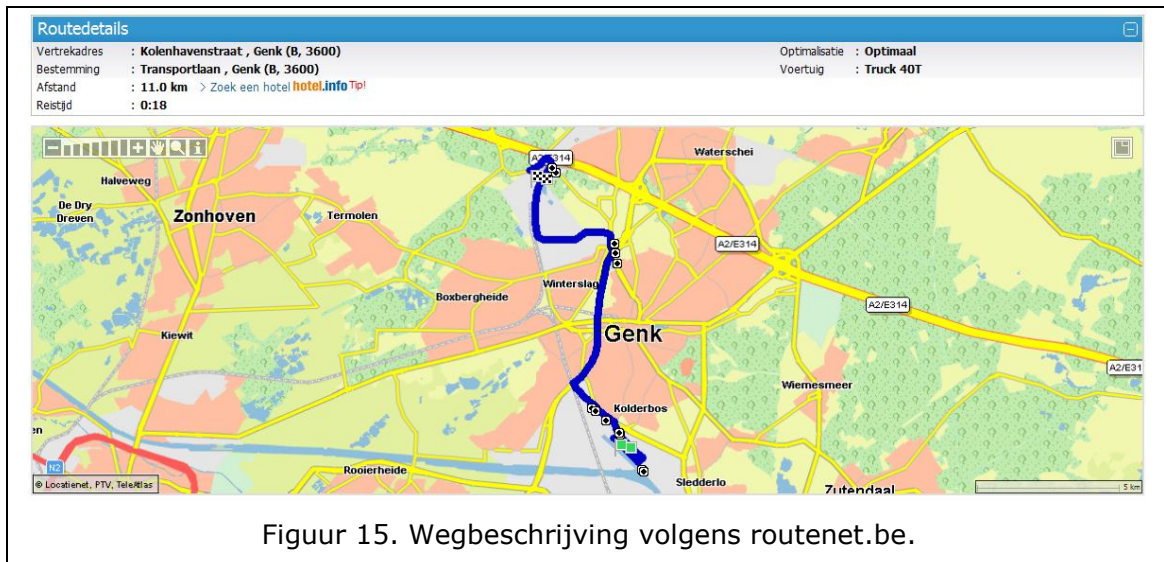 Routedetails
Vertrekadres : Kolenhavenstraat , Genk (B, 3600) Optimalisatie : Optimaal
Bestemming : Transportlaan , Genk (B, 3600) Voertuig : Truck 40T
Afstand : 11.0 km > Zoek een hotel hotel.info Tip!
Reistijd : 0:18
A2/E314
Waterschei
Halveweg
De Dry
Dreven
Zonhoven
Termolen
A2/E314
Winterslag
Boxbergheide
A2/E314
Kiewit
Genk
A2/E31
Wiemesmeer
Kolderbos
en
N2
Rooierheide
Sledderlo
Zutendaal
© Locatienet, PTV, TeleAtlas
5 km
Figuur 15. Wegbeschrijving volgens routenet.be.